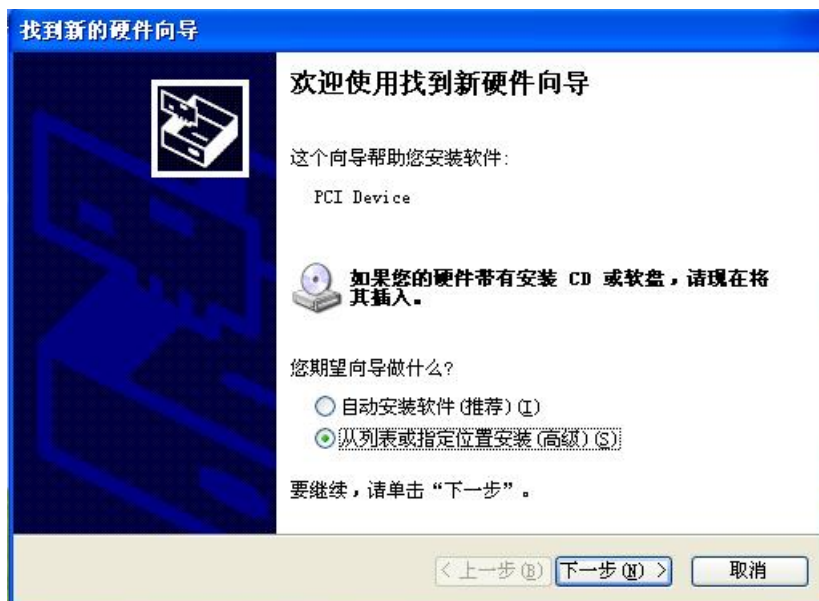 找到新的硬件向导
欢迎使用找到新硬件向导
这个向导帮助您安装软件:
PCI Device
如果您的硬件带有安装 CD 或软盘，请现在将
其插入。
您期望向导做什么?
自动安装软件(推荐)(I)
从列表或指定位置安装(高级)(S)
要继续，请单击“下一步”。
< 上一步(B) 下一步(N) > 取消